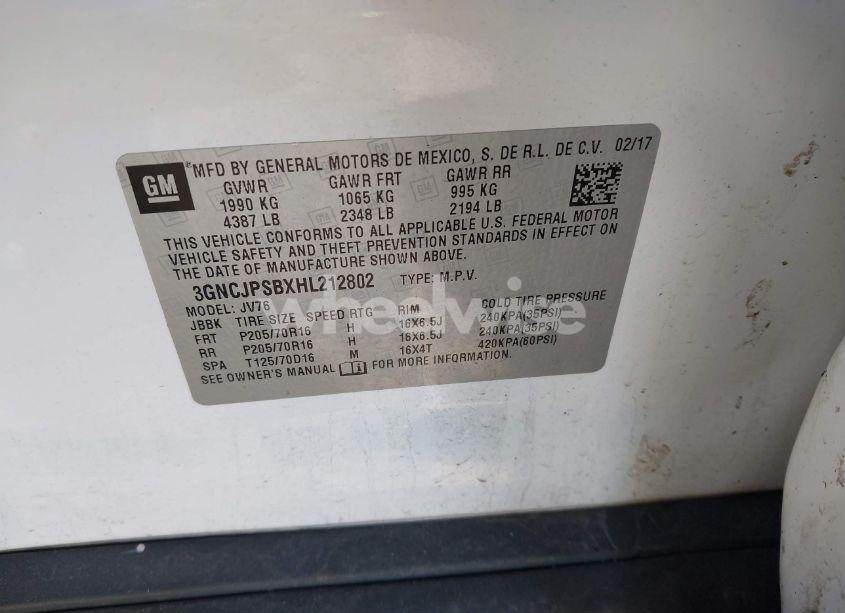 GM
®MFD BY GENERAL MOTORS DE MEXICO, S. DE R.L. DE C.V. 02/17
GVWR GAWR FRT GAWR RR
1990 KG 1065 KG 995 KG
4387 LB 2348 LB 2194 LB
THIS VEHICLE CONFORMS TO ALL APPLICABLE U.S. FEDERAL MOTOR
VEHICLE SAFETY AND THEFT PREVENTION STANDARDS IN EFFECT ON
THE DATE OF MANUFACTURE SHOWN ABOVE.
3GNCJPSBXHL212802 TYPE: M.P.V.
MODEL: JV76
JBBK TIRE SIZE SPEED RTG RIM COLD TIRE PRESSURE
FRT P205/70R16 H 16X6.5J 240KPA(35PSI)
RR P205/70R16 H 16X6.5J 240KPA(35PSI)
SPA T125/70D16 M 16X4T 420KPA(60PSI)
SEE OWNER'S MANUAL FOR MORE INFORMATION.
wheelwise